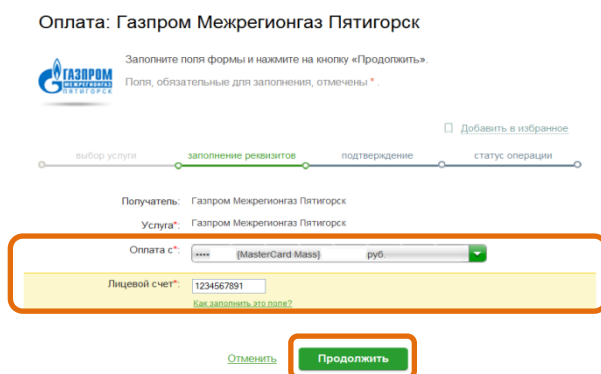 Оплата: Газпром Межрегионгаз Пятигорск
Заполните поля формы и нажмите на кнопку «Продолжить».
ГАЗПРОМ
МЕЖРЕГИОНГАЗ
ПЯТИГОРСК
Поля, обязательные для заполнения, отмечены * .
Добавить в избранное
выбор услуги заполнение реквизитов подтверждение статус операции
Получатель: Газпром Межрегионгаз Пятигорск
Услуга*: Газпром Межрегионгаз Пятигорск
Оплата с*: •••• [MasterCard Mass] руб.
Лицевой счет*: 1234567891
Как заполнить это поле?
Отменить Продолжить